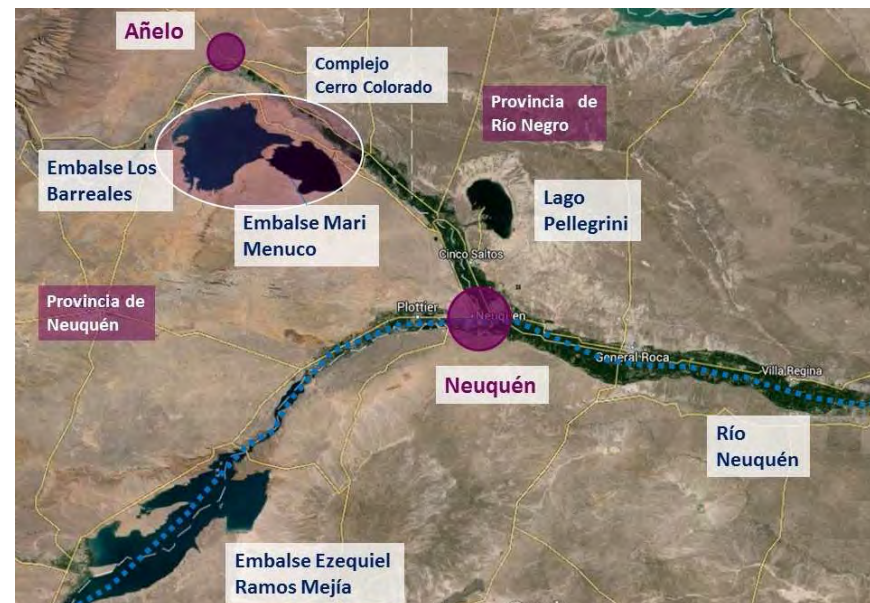 Añelo
Complejo
Cerro Colorado
Provincia de
Río Negro
Embalse Los
Barreales
Embalse Mari
Menuco
Lago
Pellegrini
Cinco Saltos
Provincia de
Neuquén
Plottier
Neuquen
General Roca
Villa Regina
Neuquén
Río
Neuquén
Embalse Ezequiel
Ramos Mejía